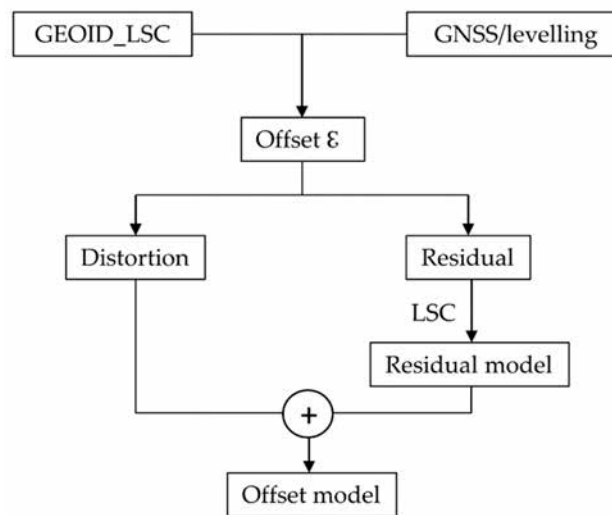 GEOID_LSC
GNSS/levelling
Offset Ɛ
Distortion
Residual
LSC
Residual model
+
Offset model